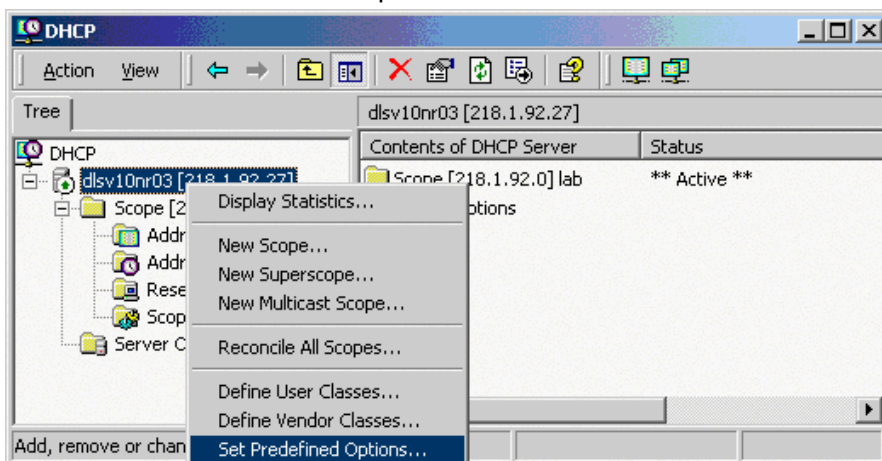 DHCP
Action View
Tree
dlsv10nr03 [218.1.92.27]
DHCP
Contents of DHCP Server Status
dlsv10nr03 [218.1.92.27]
Scope [218.1.92.0] lab ** Active **
Scope [2
Display Statistics...
ptions
Addr
New Scope...
Addr
New Superscope...
Rese
New Multicast Scope...
Scop
Server C
Reconcile All Scopes...
Define User Classes...
Define Vendor Classes...
Add, remove or chan
Set Predefined Options...